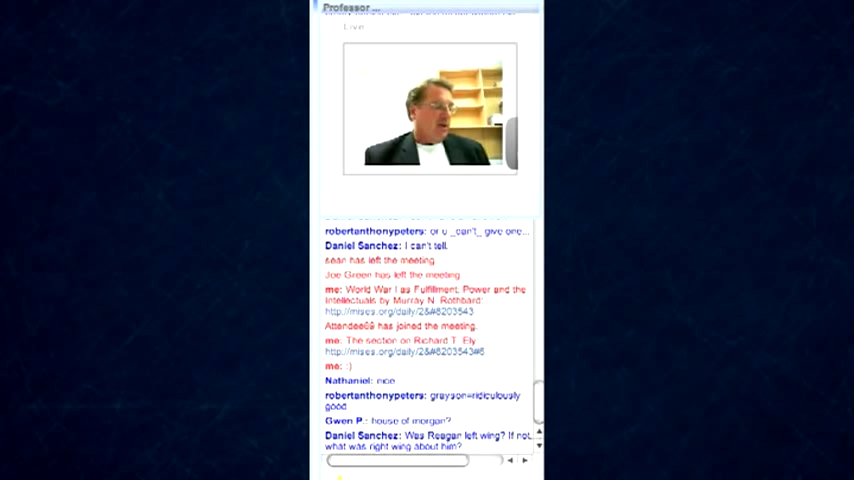 Professor ...
Live
robertanthonypeters: or u _can't_ give one...
Daniel Sanchez: I can't tell.
sean has left the meeting
Joe Green has left the meeting
me: World War I as Fulfillment: Power and the
Intellectuals by Murray N. Rothbard:
http://mises.org/daily/2&#8203543
has joined the meeting.
me: The section on Richard T. Ely
http://mises.org/daily/2&#8203543#6
me: :)
Nathaniel: nice
robertanthonypeters: grayson=ridiculously
good
Gwen P.: house of morgan?
Daniel Sanchez: Was Reagan left wing? If not,
what was right wing about him?